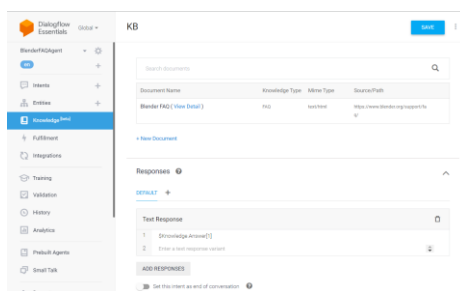 Dialogflow
Essentials
Global
KB
SAVE
BlenderFAQAgent
en
Intents
Entities
Knowledge [beta]
Fulfillment
Integrations
Training
Validation
History
Analytics
Prebuilt Agents
Small Talk
Search documents
Document Name Knowledge Type Mime Type Source/Path
Blender FAQ ( View Detail ) FAQ text/html https://www.blender.org/support/fa
q/
+ New Document
Responses
DEFAULT
Text Response
1 $Knowledge.Answer[1]
2 Enter a text response variant
ADD RESPONSES
Set this intent as end of conversation